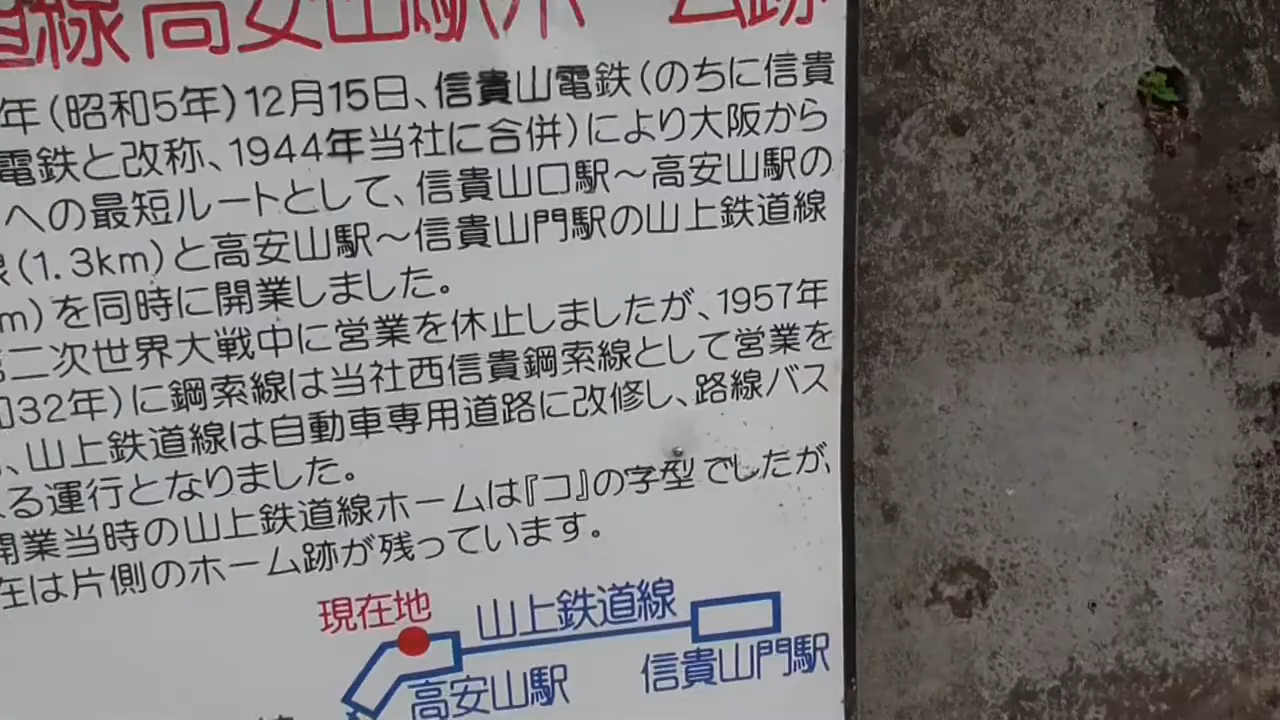 道線高安山駅ホーム跡
年(昭和5年)12月15日、信貴山電鉄(のちに信貴
電鉄と改称、1944年当社に合併)により大阪から
への最短ルートとして、信貴山口駅～高安山駅の
線(1.3km)と高安山駅～信貴山門駅の山上鉄道線
m)を同時に開業しました。
第二次世界大戦中に営業を休止しましたが、1957年
和32年)に鋼索線は当社西信貴鋼索線として営業を
、山上鉄道線は自動車専用道路に改修し、路線バス
る運行となりました。
開業当時の山上鉄道線ホームは『コ』の字型でしたが、
在は片側のホーム跡が残っています。
現在地
山上鉄道線
高安山駅
信貴山門駅